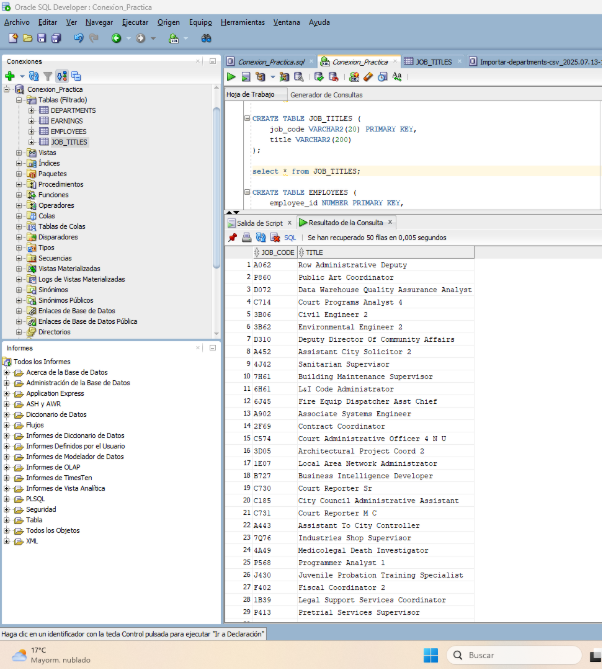 Oracle SQL Developer : Conexion_Practica
Archivo Editar Ver Navegar Ejecutar Origen Equipo Herramientas Ventana Ayuda
Conexiones
Conexion_Practica
Tablas (Filtrado)
DEPARTMENTS
EARNINGS
EMPLOYEES
JOB_TITLES
Vistas
Índices
Paquetes
Procedimientos
Funciones
Operadores
Colas
Tablas de Colas
Disparadores
Tipos
Secuencias
Vistas Materializadas
Logs de Vistas Materializadas
Sinónimos
Sinónimos Públicos
Enlaces de Base de Datos
Enlaces de Base de Datos Pública
Directorios
Informes
Todos los Informes
Acerca de la Base de Datos
Administración de la Base de Datos
Application Express
ASH y AWR
Diccionario de Datos
Flujos
Informes de Diccionario de Datos
Informes Definidos por el Usuario
Informes de Modelador de Datos
Informes de OLAP
Informes de TimesTen
Informes de Vista Analítica
PLSQL
Seguridad
Tabla
Todos los Objetos
XML
Conexion_Practica.sql Conexion_Practica JOB_TITLES Importar-departments-csv_2025.07.13-
Hoja de Trabajo Generador de Consultas
CREATE TABLE JOB_TITLES (
job_code VARCHAR2(20) PRIMARY KEY,
title VARCHAR2(200)
);
select * from JOB_TITLES;
CREATE TABLE EMPLOYEES (
employee_id NUMBER PRIMARY KEY,
Salida de Script Resultado de la Consulta
SQL | Se han recuperado 50 filas en 0,005 segundos
JOB_CODE TITLE
1 A062 Row Administrative Deputy
2 P560 Public Art Coordinator
3 D072 Data Warehouse Quality Assurance Analyst
4 C714 Court Programs Analyst 4
5 3B06 Civil Engineer 2
6 3B62 Environmental Engineer 2
7 D310 Deputy Director Of Community Affairs
8 A452 Assistant City Solicitor 2
9 4J42 Sanitarian Supervisor
10 7H61 Building Maintenance Supervisor
11 6H61 L&I Code Administrator
12 6J45 Fire Equip Dispatcher Asst Chief
13 A902 Associate Systems Engineer
14 2F69 Contract Coordinator
15 C574 Court Administrative Officer 4 N U
16 3D05 Architectural Project Coord 2
17 1E07 Local Area Network Administrator
18 B727 Business Intelligence Developer
19 C730 Court Reporter Sr
20 C185 City Council Administrative Assistant
21 C731 Court Reporter M C
22 A443 Assistant To City Controller
23 7Q76 Industries Shop Supervisor
24 4A49 Medicolegal Death Investigator
25 P568 Programmer Analyst 1
26 J430 Juvenile Probation Training Specialist
27 F402 Fiscal Coordinator 2
28 1B39 Legal Support Services Coordinator
29 P413 Pretrial Services Supervisor
Haga clic en un identificador con la tecla Control pulsada para ejecutar "Ir a Declaración"
17°C
Mayorm. nublado
Buscar